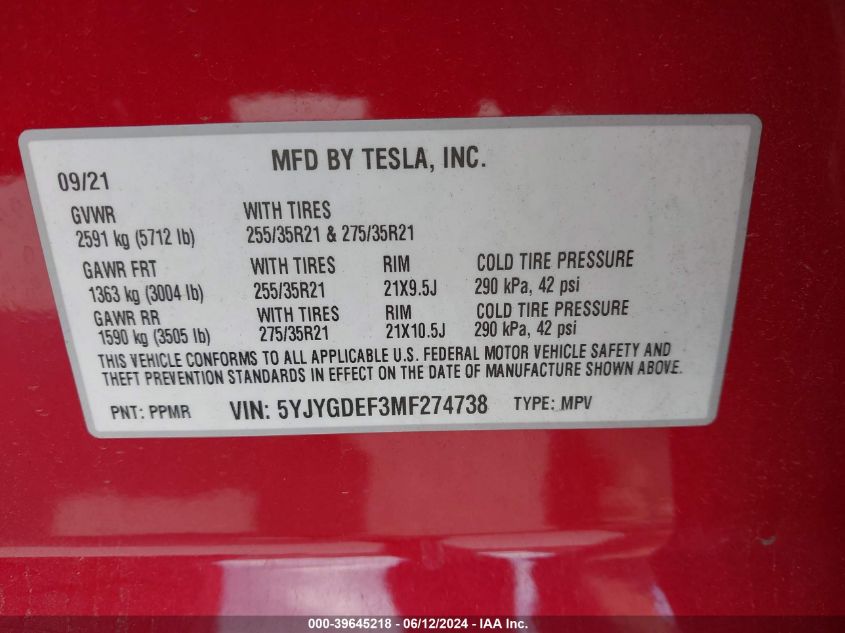 MFD BY TESLA, INC.
09/21
GVWR WITH TIRES
2591 kg (5712 lb) 255/35R21 & 275/35R21
GAWR FRT WITH TIRES RIM COLD TIRE PRESSURE
1363 kg (3004 lb) 255/35R21 21X9.5J 290 kPa, 42 psi
GAWR RR WITH TIRES RIM COLD TIRE PRESSURE
1590 kg (3505 lb) 275/35R21 21X10.5J 290 kPa, 42 psi
THIS VEHICLE CONFORMS TO ALL APPLICABLE U.S. FEDERAL MOTOR VEHICLE SAFETY AND
THEFT PREVENTION STANDARDS IN EFFECT ON THE DATE OF MANUFACTURE SHOWN ABOVE.
PNT: PPMR VIN: 5YJYGDEF3MF274738 TYPE: MPV
000-39645218 - 06/12/2024 - IAA Inc.